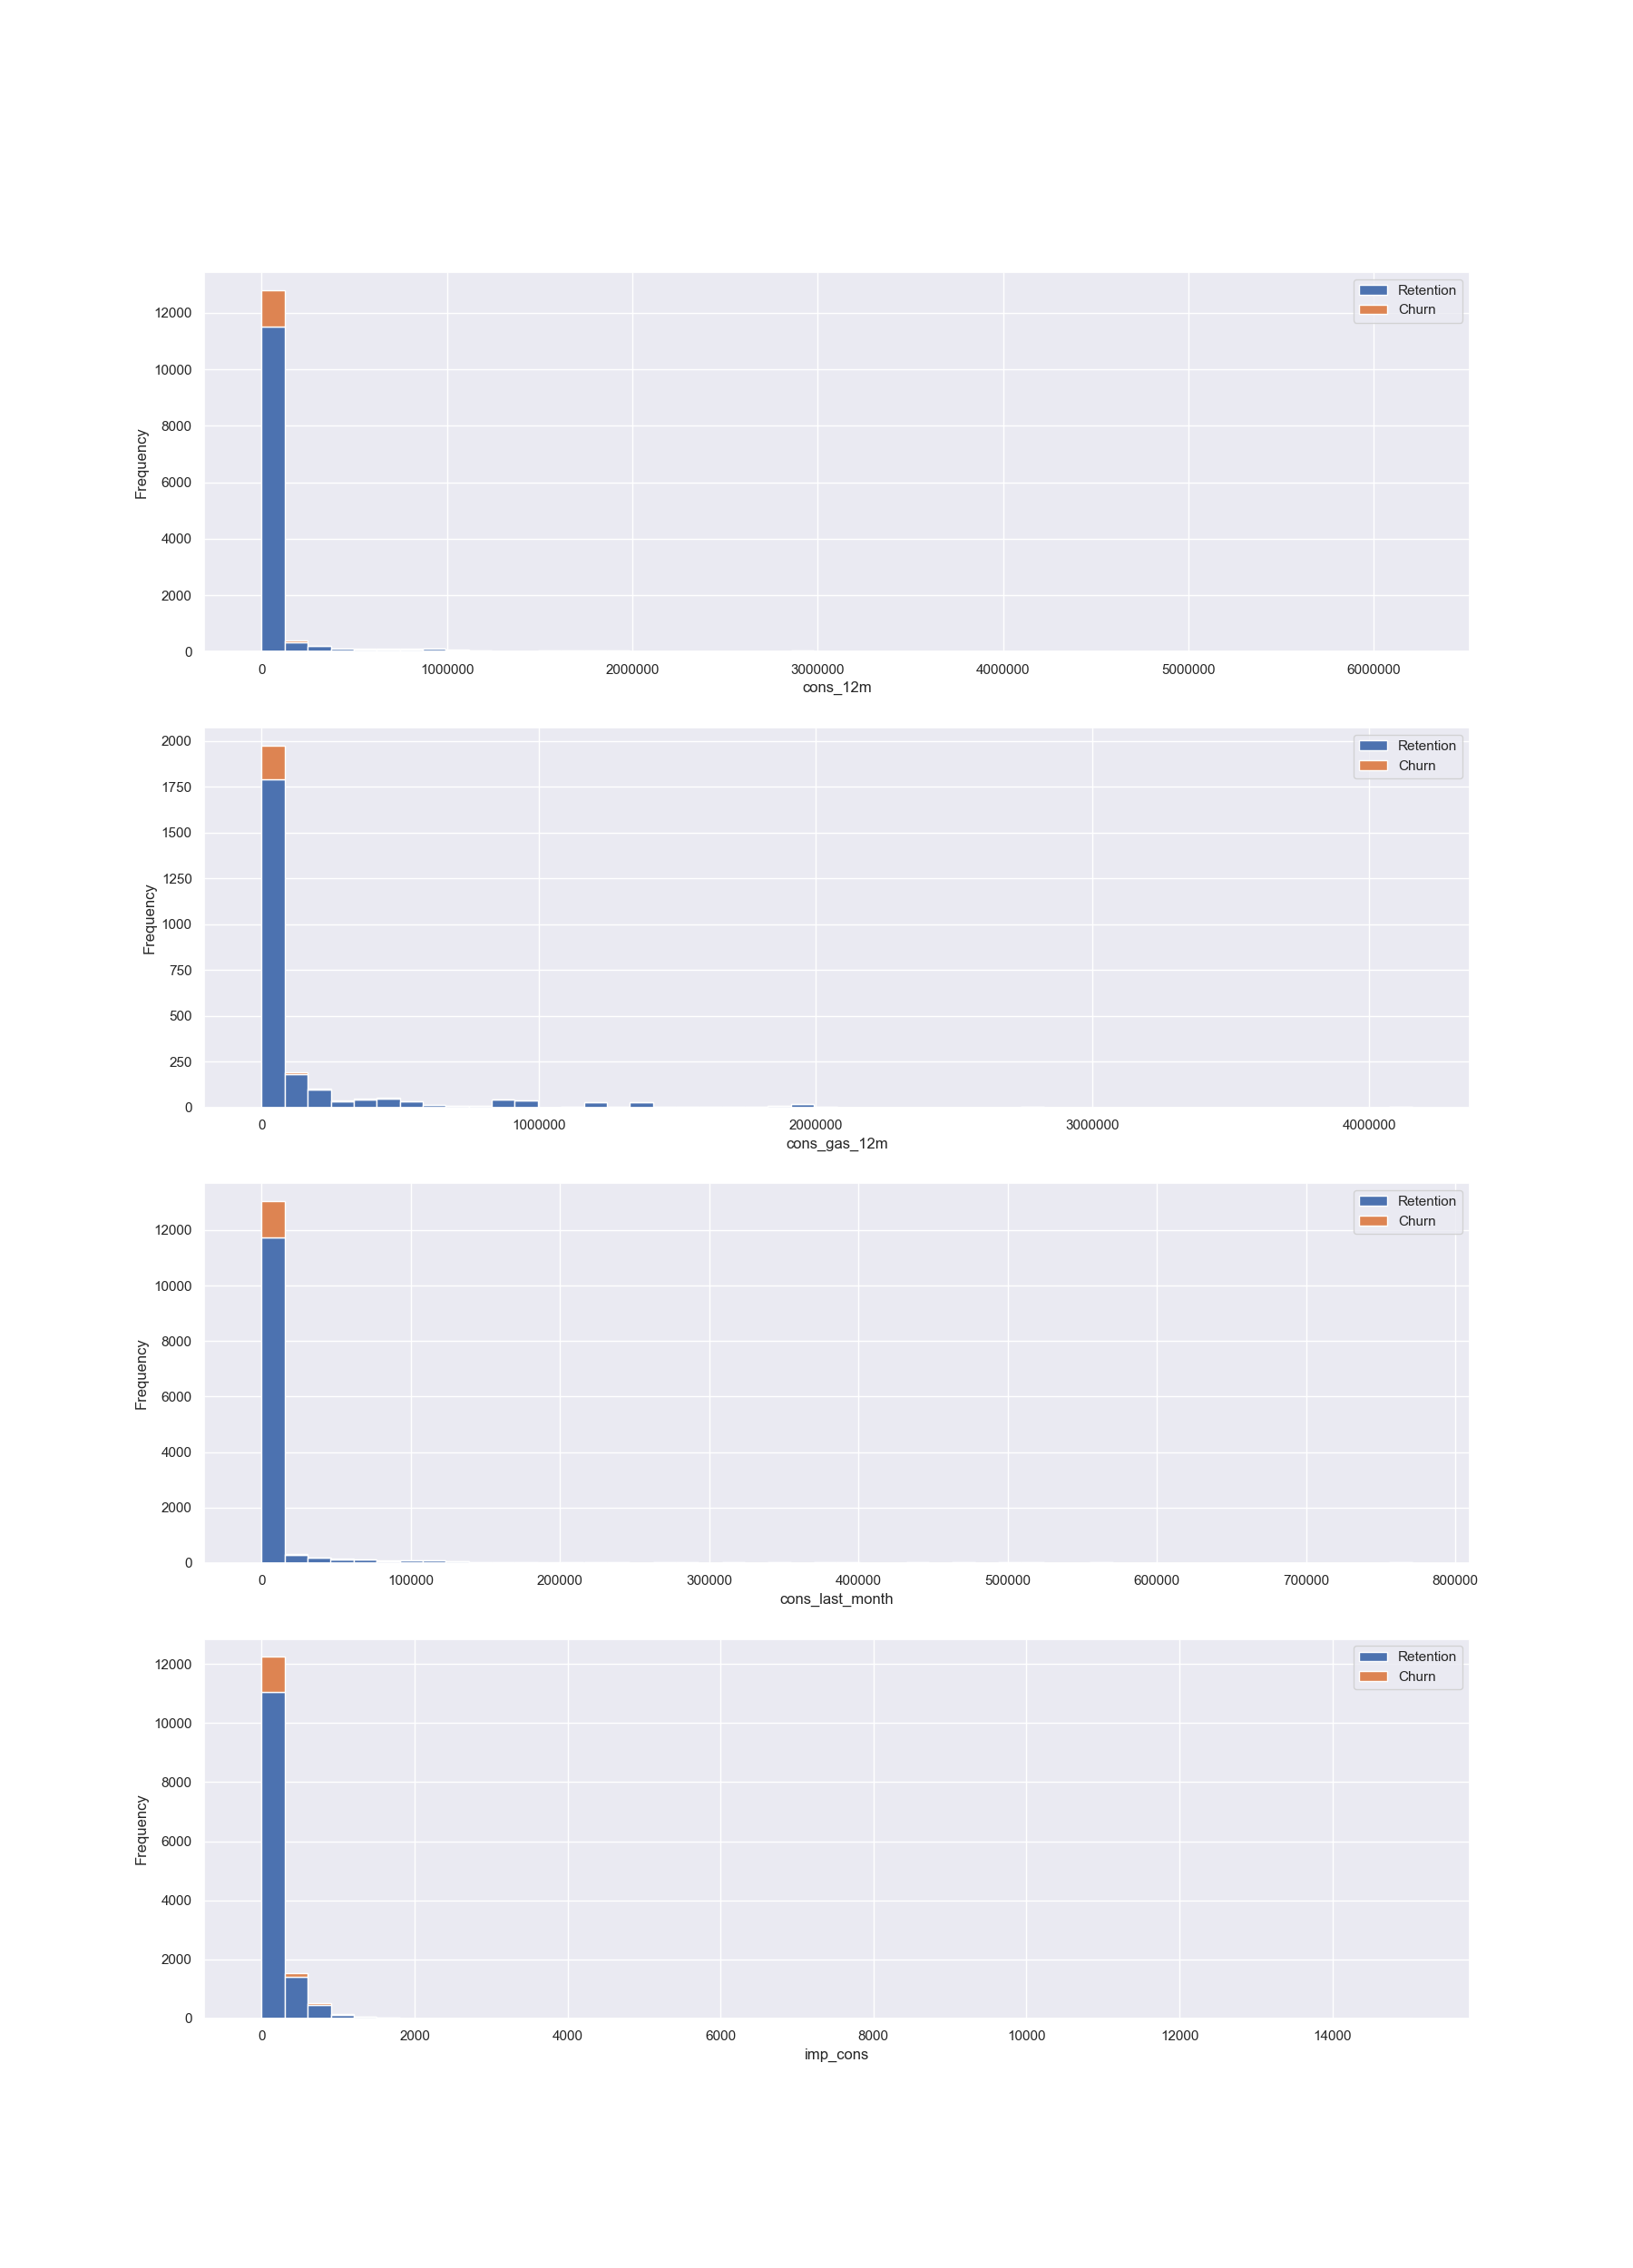 12000
10000
8000
6000
4000
2000
0
Frequency
0 1000000 2000000 3000000 4000000 5000000 6000000
cons_12m
Retention
Churn
2000
1750
1500
1250
1000
750
500
250
0
Frequency
0 1000000 2000000 3000000 4000000
cons_gas_12m
Retention
Churn
12000
10000
8000
6000
4000
2000
0
Frequency
0 100000 200000 300000 400000 500000 600000 700000 800000
cons_last_month
Retention
Churn
12000
10000
8000
6000
4000
2000
0
Frequency
0 2000 4000 6000 8000 10000 12000 14000
imp_cons
Retention
Churn